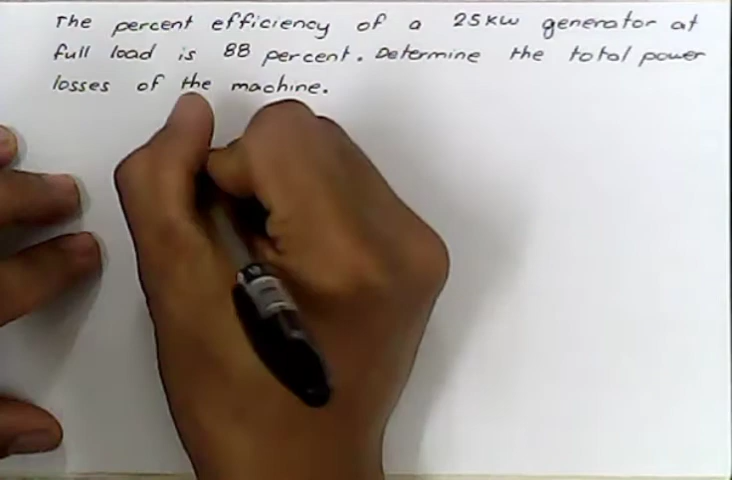 The percent efficiency of a 25kw generator at
full load is 88 percent. Determine the total power
losses of the machine.